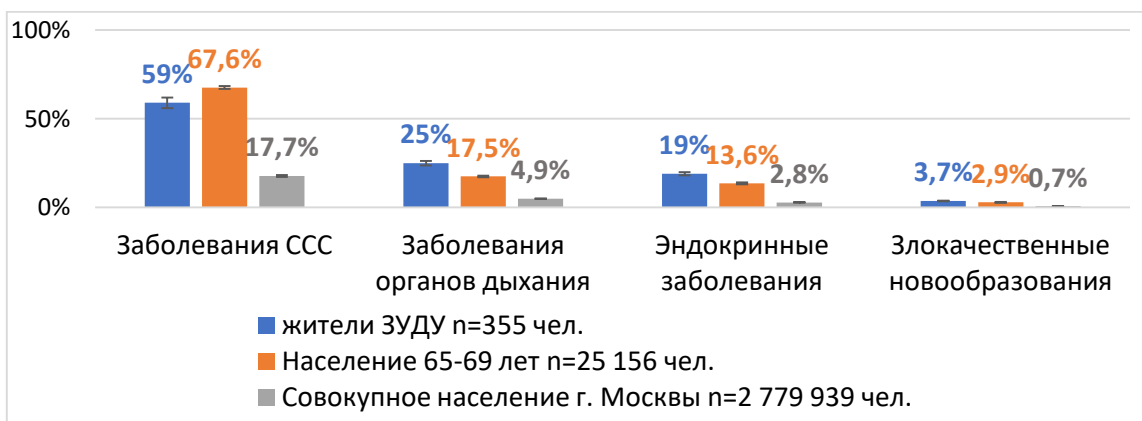 100%
50%
0%
59%
67,6%
17,7%
25%
17,5%
4,9%
19%
13,6%
2,8%
3,7%
2,9%
0,7%
Заболевания ССС
Заболевания
органов дыхания
Эндокринные
заболевания
Злокачественные
новообразования
жители ЗУДУ n=355 чел.
Население 65-69 лет n=25 156 чел.
Совокупное население г. Москвы n=2 779 939 чел.